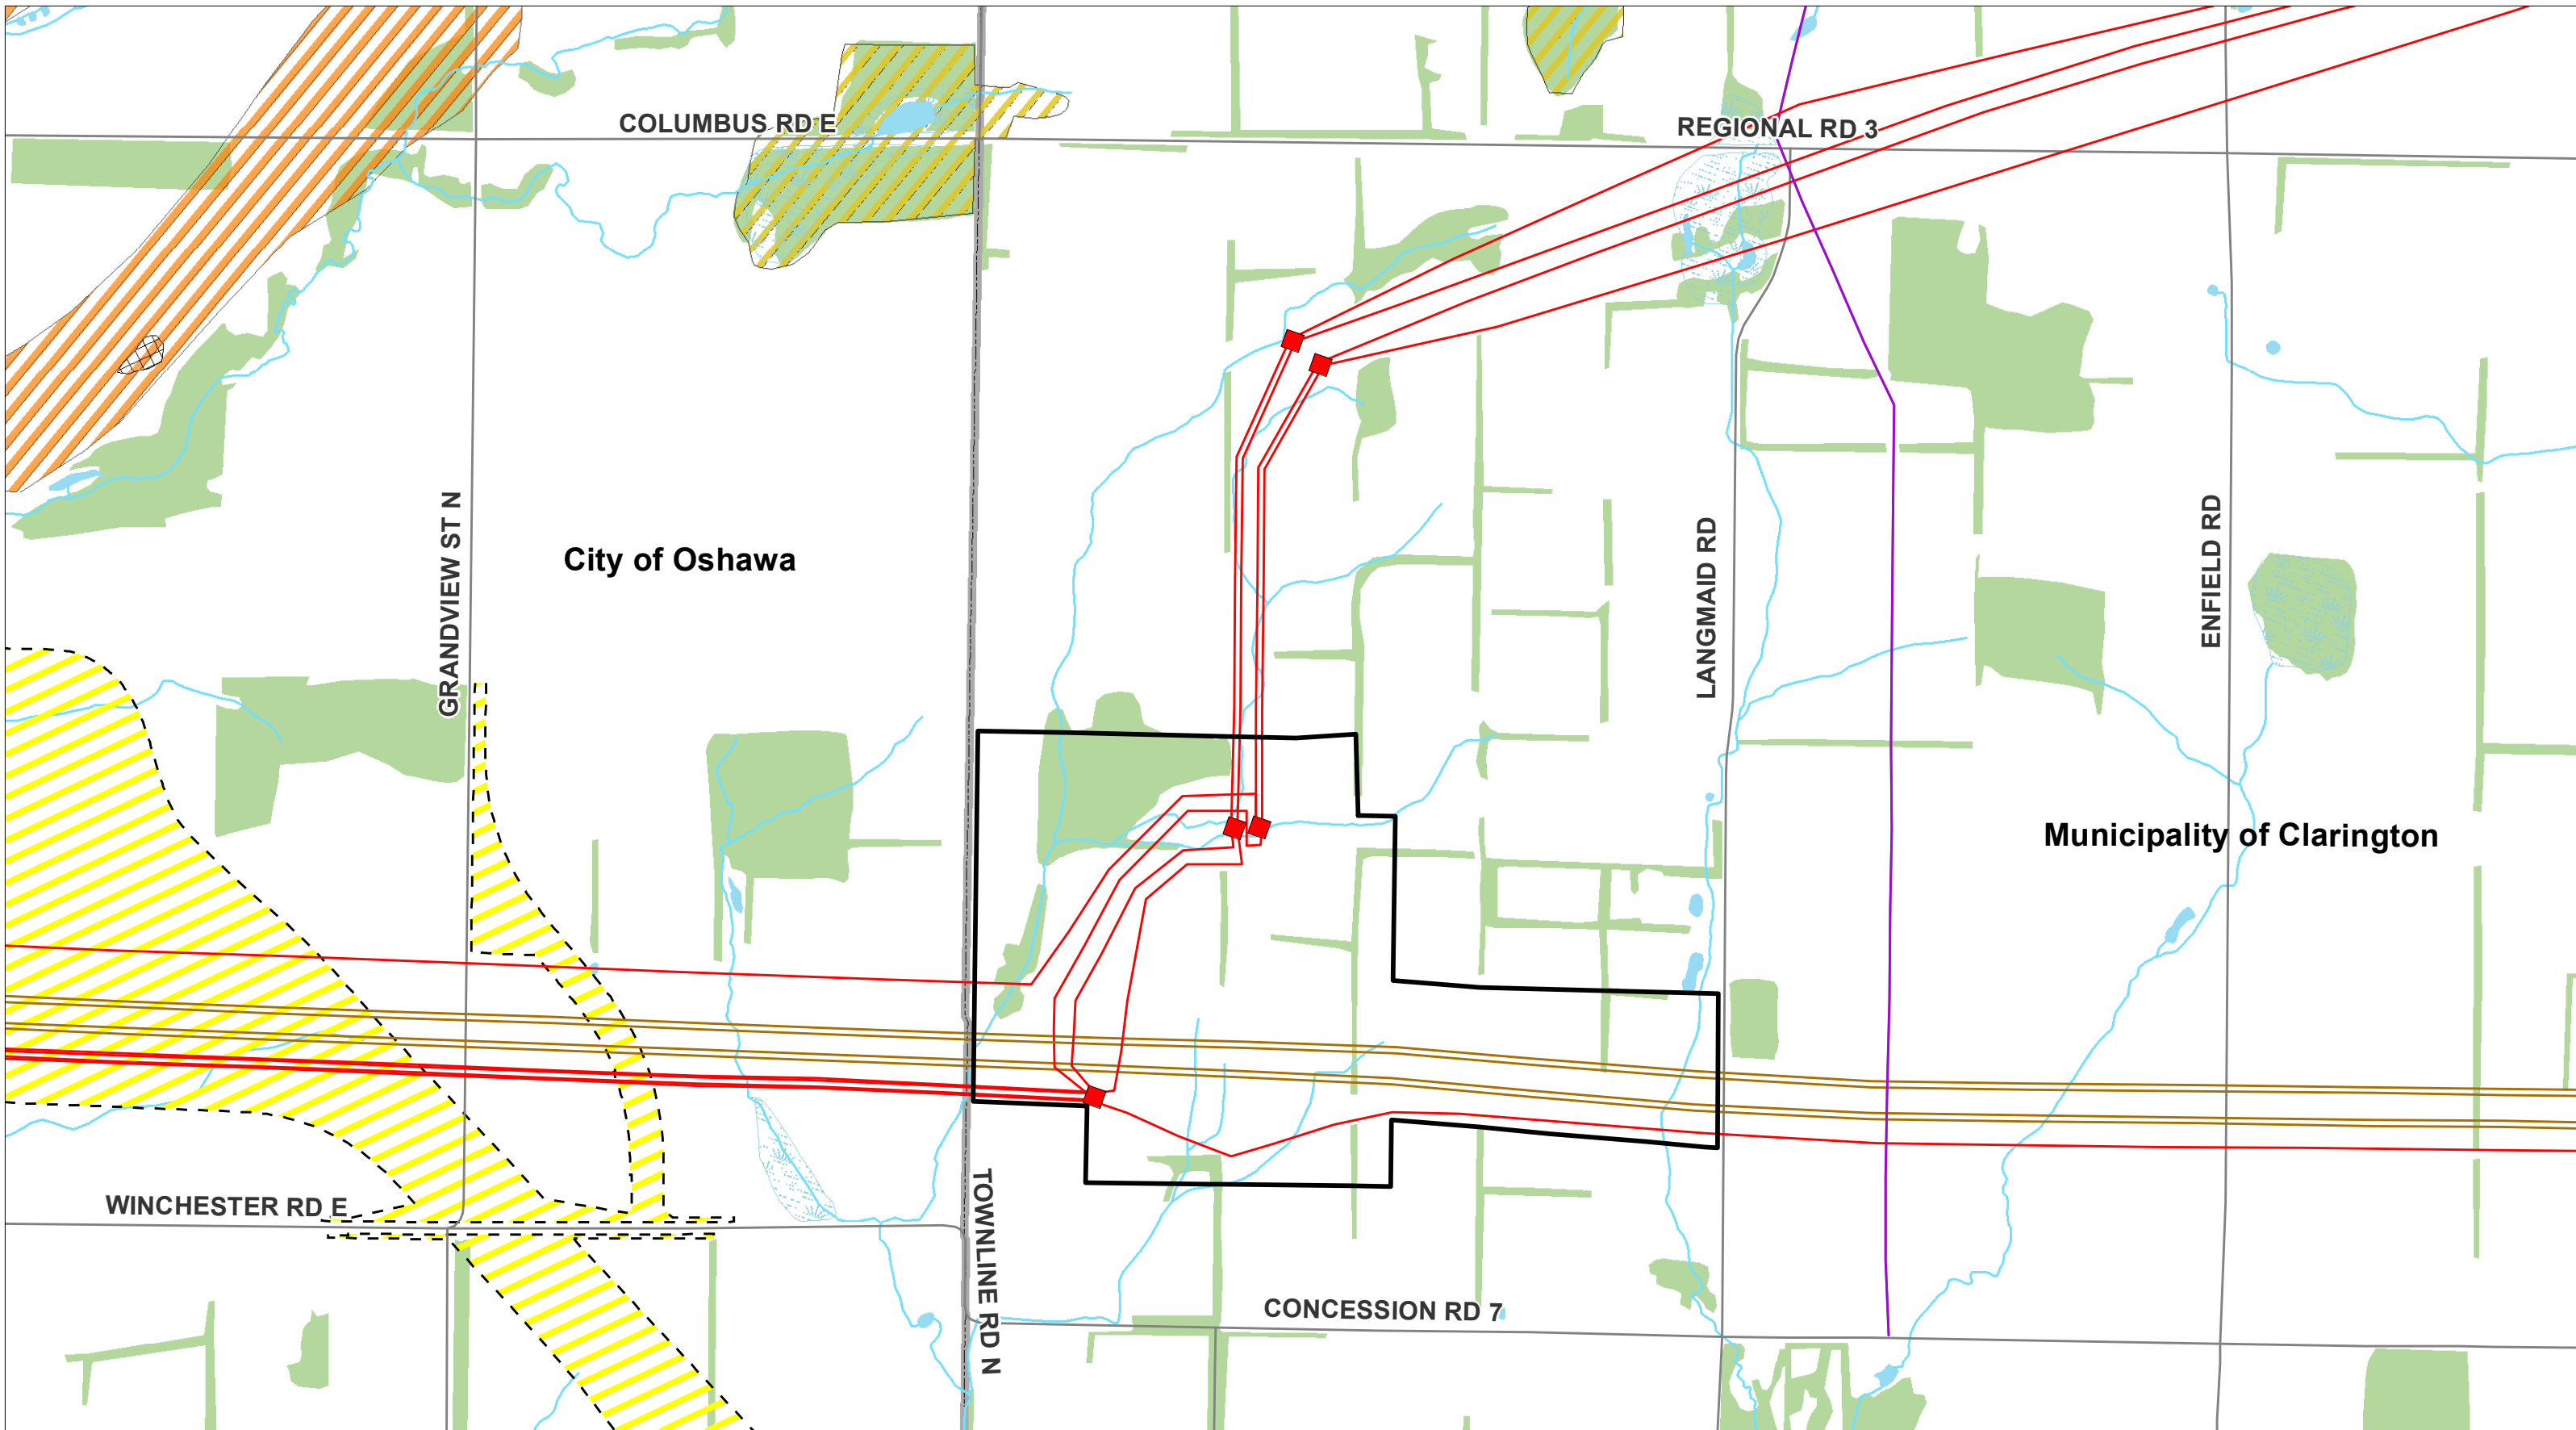 COLUMBUS RD E
REGIONAL RD 3
GRANDVIEW ST N
City of Oshawa
LANGMAID RD
ENFIELD RD
Municipality of Clarington
WINCHESTER RD E
TOWNLINE RD N
CONCESSION RD 7